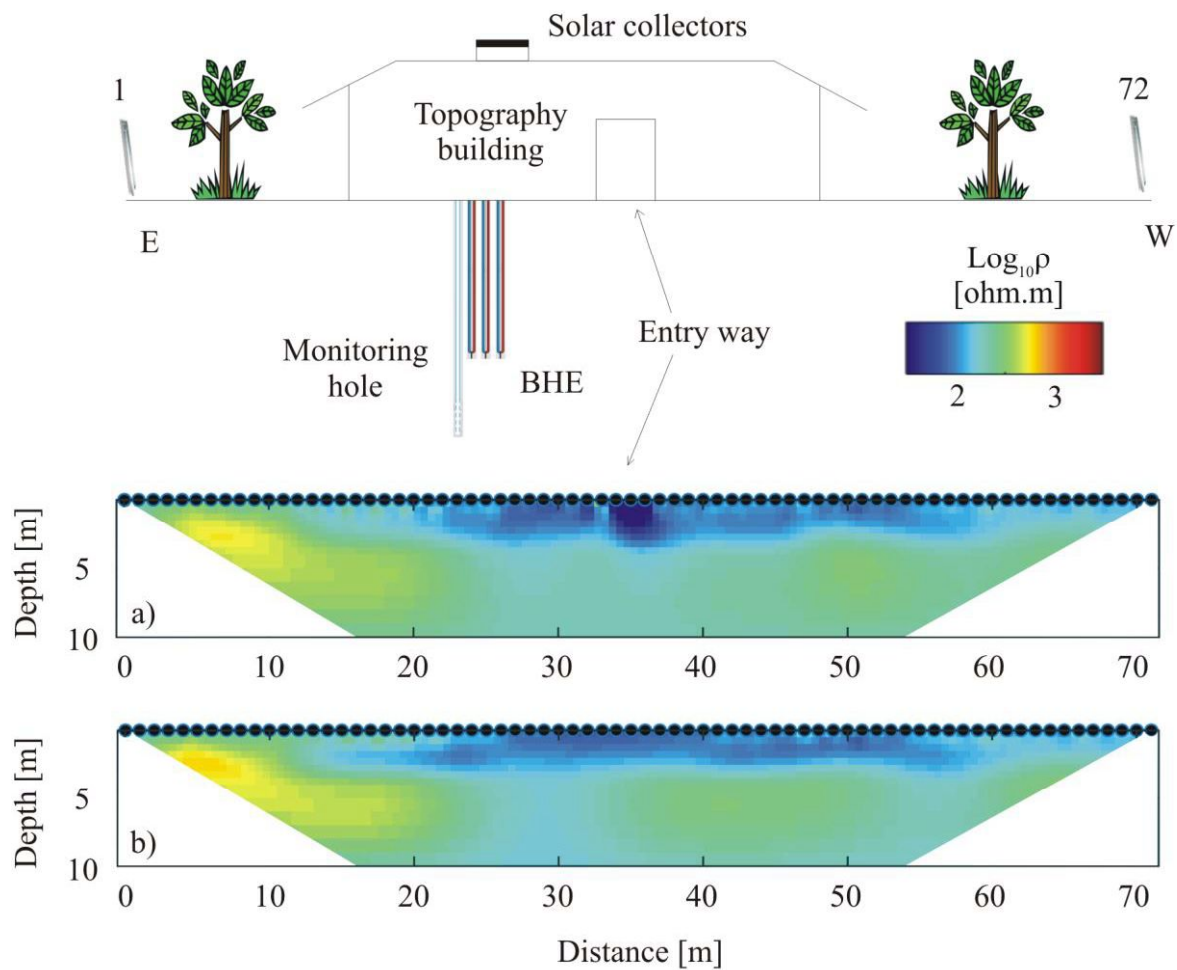 Solar collectors
1
72
Topography
building
E
W
Log₁₀ρ
[ohm.m]
2
3
Monitoring
hole
BHE
Entry way
Depth [m]
5
10
a)
0
10
20
30
40
50
60
70
Depth [m]
5
10
b)
0
10
20
30
40
50
60
70
Distance [m]